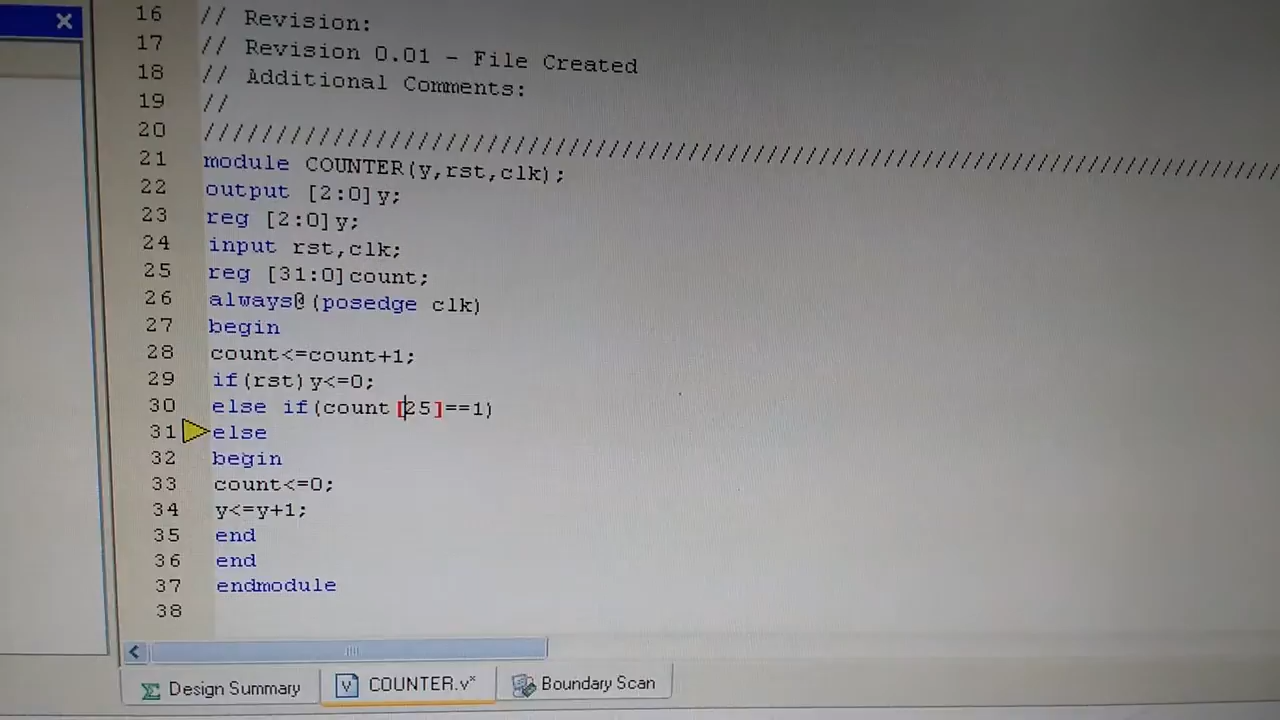 16 // Revision:
17 // Revision 0.01 - File Created
18 // Additional Comments:
19 //
20 //////////////////////////////////////////////////////////////////////////////////
21 module COUNTER(y,rst,clk);
22 output [2:0]y;
23 reg [2:0]y;
24 input rst,clk;
25 reg [31:0]count;
26 always@(posedge clk)
27 begin
28 count<=count+1;
29 if(rst)y<=0;
30 else if(count[25]==1)
31 else
32 begin
33 count<=0;
34 y<=y+1;
35 end
36 end
37 endmodule
38
Design Summary COUNTER.v* Boundary Scan